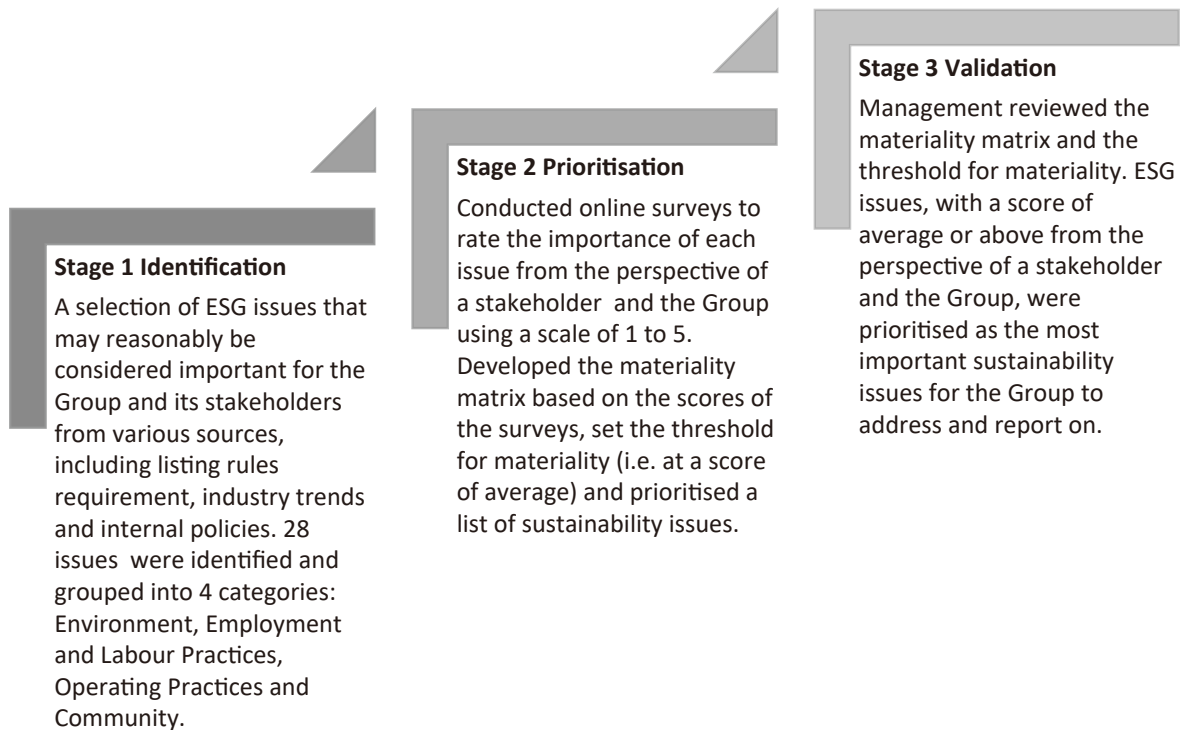 Stage 1 Identification
A selection of ESG issues that
may reasonably be
considered important for the
Group and its stakeholders
from various sources,
including listing rules
requirement, industry trends
and internal policies. 28
issues  were identified and
grouped into 4 categories:
Environment, Employment
and Labour Practices,
Operating Practices and
Community.
Stage 2 Prioritisation
Conducted online surveys to
rate the importance of each
issue from the perspective of
a stakeholder  and the Group
using a scale of 1 to 5.
Developed the materiality
matrix based on the scores of
the surveys, set the threshold
for materiality (i.e. at a score
of average) and prioritised a
list of sustainability issues.
Stage 3 Validation
Management reviewed the
materiality matrix and the
threshold for materiality. ESG
issues, with a score of
average or above from the
perspective of a stakeholder
and the Group, were
prioritised as the most
important sustainability
issues for the Group to
address and report on.